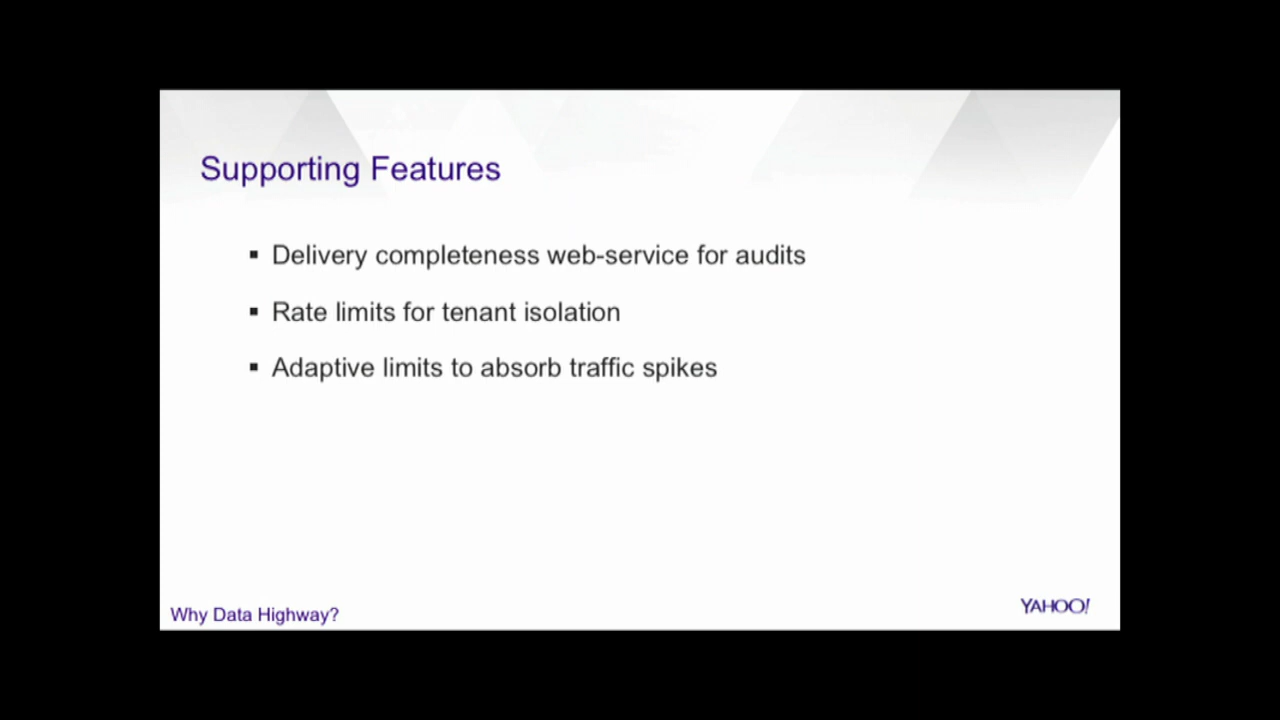 Supporting Features
▪ Delivery completeness web-service for audits
▪ Rate limits for tenant isolation
▪ Adaptive limits to absorb traffic spikes
Why Data Highway?
YAHOO!